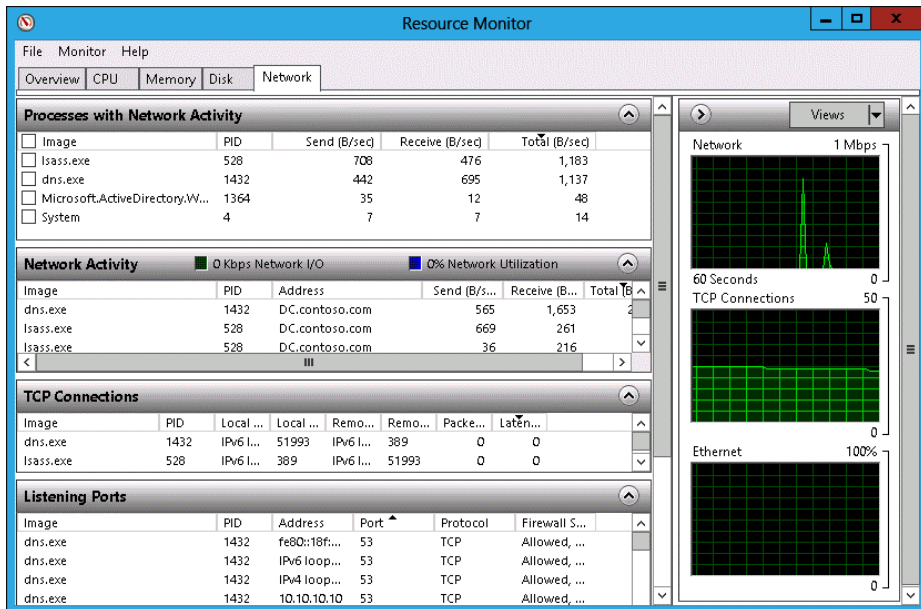 Resource Monitor
File Monitor Help
Overview CPU Memory Disk Network
Processes with Network Activity
Image PID Send (B/sec) Receive (B/sec) Total (B/sec)
lsass.exe 528 708 476 1,183
dns.exe 1432 442 695 1,137
Microsoft.ActiveDirectory.W... 1364 35 12 48
System 4 7 7 14
Network Activity 0 Kbps Network I/O 0% Network Utilization
Image PID Address Send (B/s... Receive (B... Total (B
dns.exe 1432 DC.contoso.com 565 1,653 2
lsass.exe 528 DC.contoso.com 669 261
lsass.exe 528 DC.contoso.com 36 216
TCP Connections
Image PID Local ... Local ... Remo... Remo... Packe... Laten...
dns.exe 1432 IPv6 l... 51993 IPv6 l... 389 0 0
lsass.exe 528 IPv6 l... 389 IPv6 l... 51993 0 0
Listening Ports
Image PID Address Port Protocol Firewall S...
dns.exe 1432 fe80::18f:... 53 TCP Allowed, ...
dns.exe 1432 IPv6 loop... 53 TCP Allowed, ...
dns.exe 1432 IPv4 loop... 53 TCP Allowed, ...
dns.exe 1432 10.10.10.10 53 TCP Allowed, ...
Views
Network 1 Mbps
60 Seconds 0
TCP Connections 50
0
Ethernet 100%
0